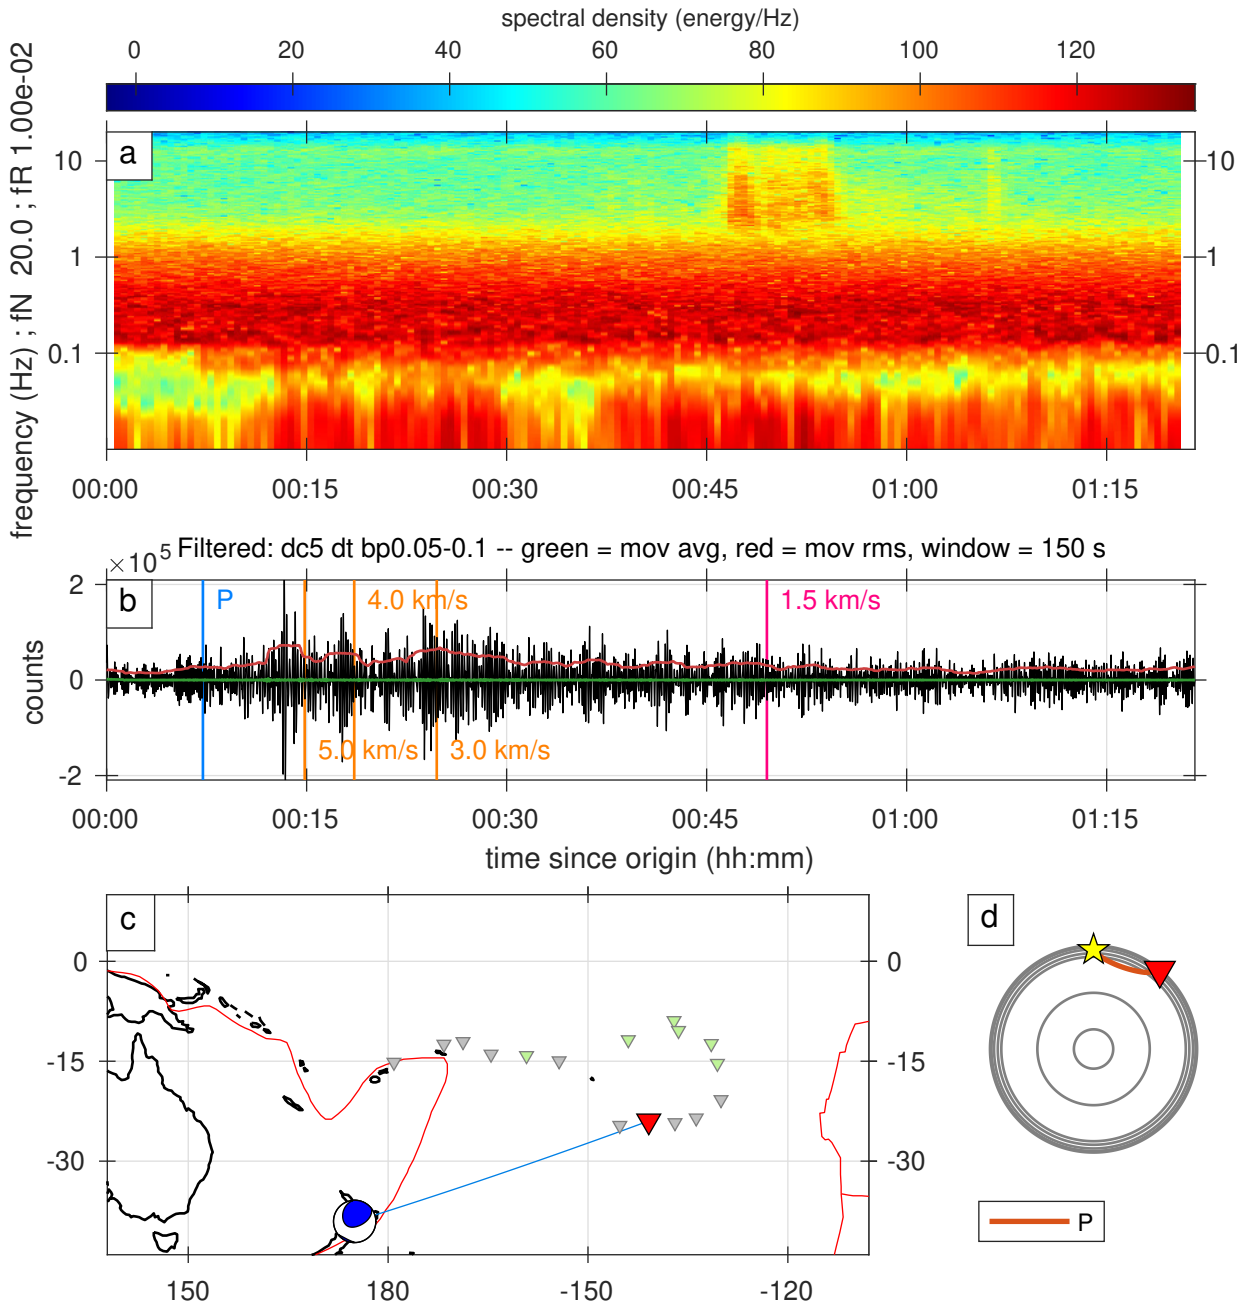 spectral density (energy/Hz)
0 20 40 60 80 100 120
frequency (Hz) ; fN 20.0 ; fR 1.00e-02
a
10 10
1 1
0.1 0.1
00:00 00:15 00:30 00:45 01:00 01:15
Filtered: dc5 dt bp0.05-0.1 -- green = mov avg, red = mov rms, window = 150 s
×10^5
b
P 4.0 km/s 1.5 km/s
5.0 km/s 3.0 km/s
counts
2
0
-2
00:00 00:15 00:30 00:45 01:00 01:15
time since origin (hh:mm)
c
0 0
-15 -15
-30 -30
150 180 -150 -120
d
P